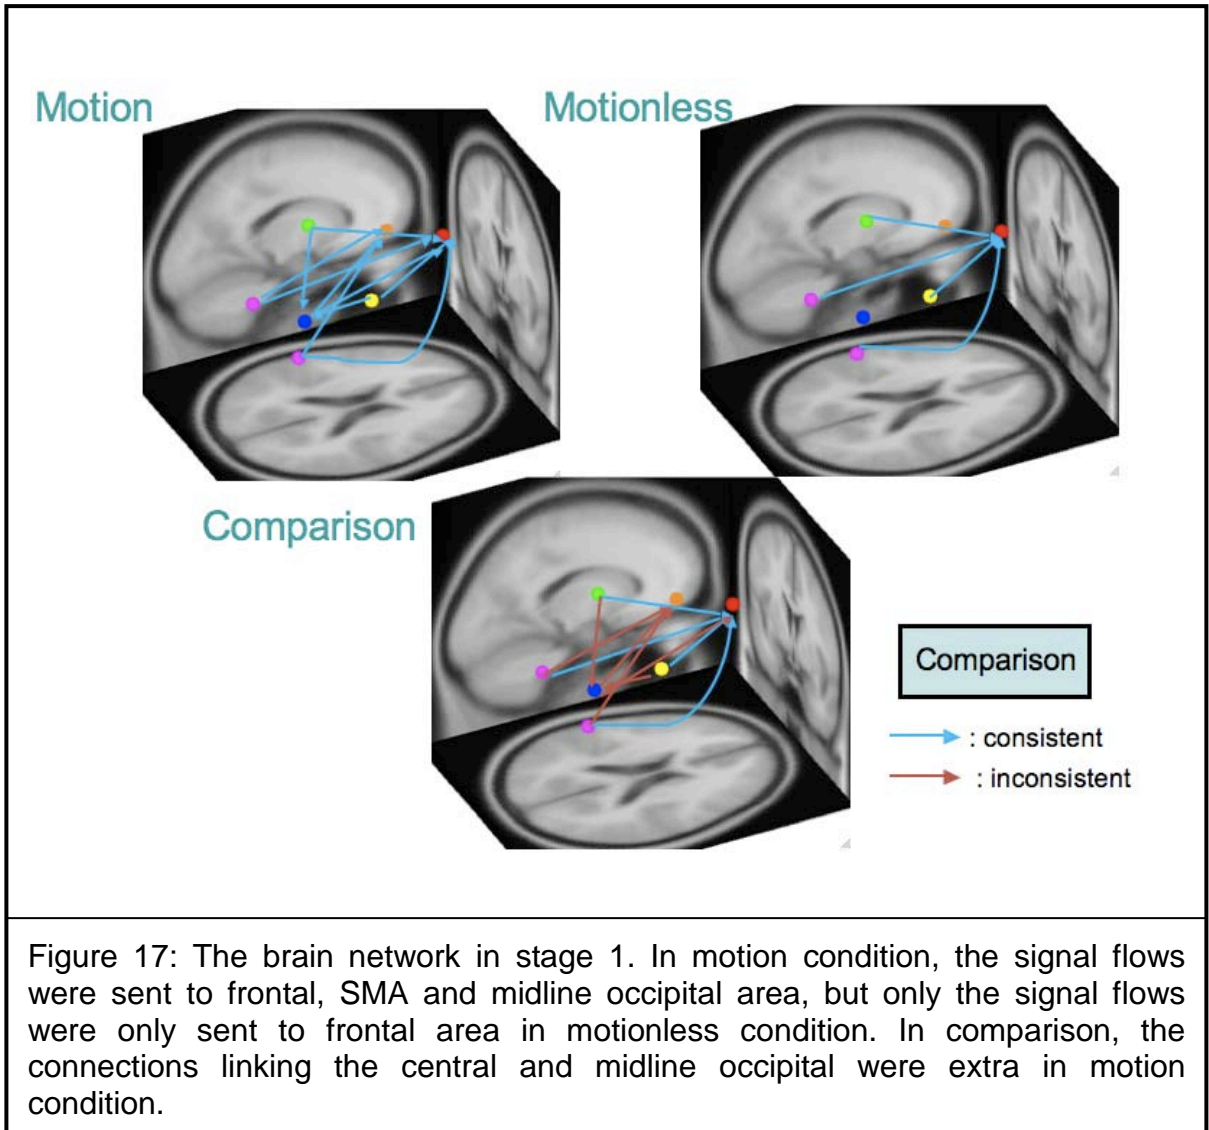 Motion
Motionless
Comparison
Comparison
: consistent
: inconsistent
Figure 17: The brain network in stage 1. In motion condition, the signal flows
were sent to frontal, SMA and midline occipital area, but only the signal flows
were only sent to frontal area in motionless condition. In comparison, the
connections linking the central and midline occipital were extra in motion
condition.